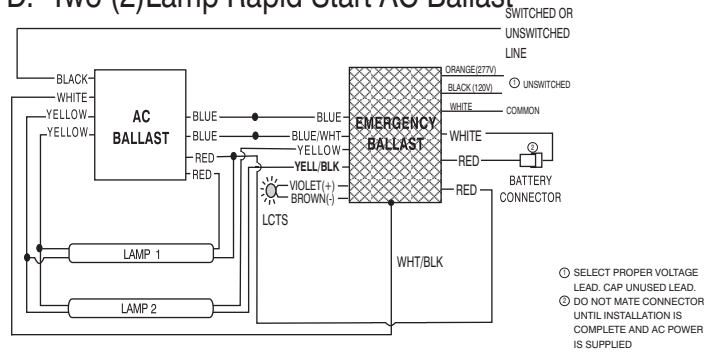 D. Two (2)Lamp Rapid Start AC Ballast
SWITCHED OR
UNSWITCHED
LINE
BLACK
WHITE
YELLOW
YELLOW
AC
BALLAST
BLUE
BLUE
RED
RED
BLUE
BLUE/WHT
YELLOW
YELL/BLK
VIOLET(+)
BROWN(-)
LCTS
EMERGENCY
BALLAST
ORANGE(277V)
BLACK (120V)
① UNSWITCHED
WHITE
COMMON
WHITE
RED
②
BATTERY
CONNECTOR
RED
LAMP 1
LAMP 2
WHT/BLK
① SELECT PROPER VOLTAGE
LEAD. CAP UNUSED LEAD.
② DO NOT MATE CONNECTOR
UNTIL INSTALLATION IS
COMPLETE AND AC POWER
IS SUPPLIED